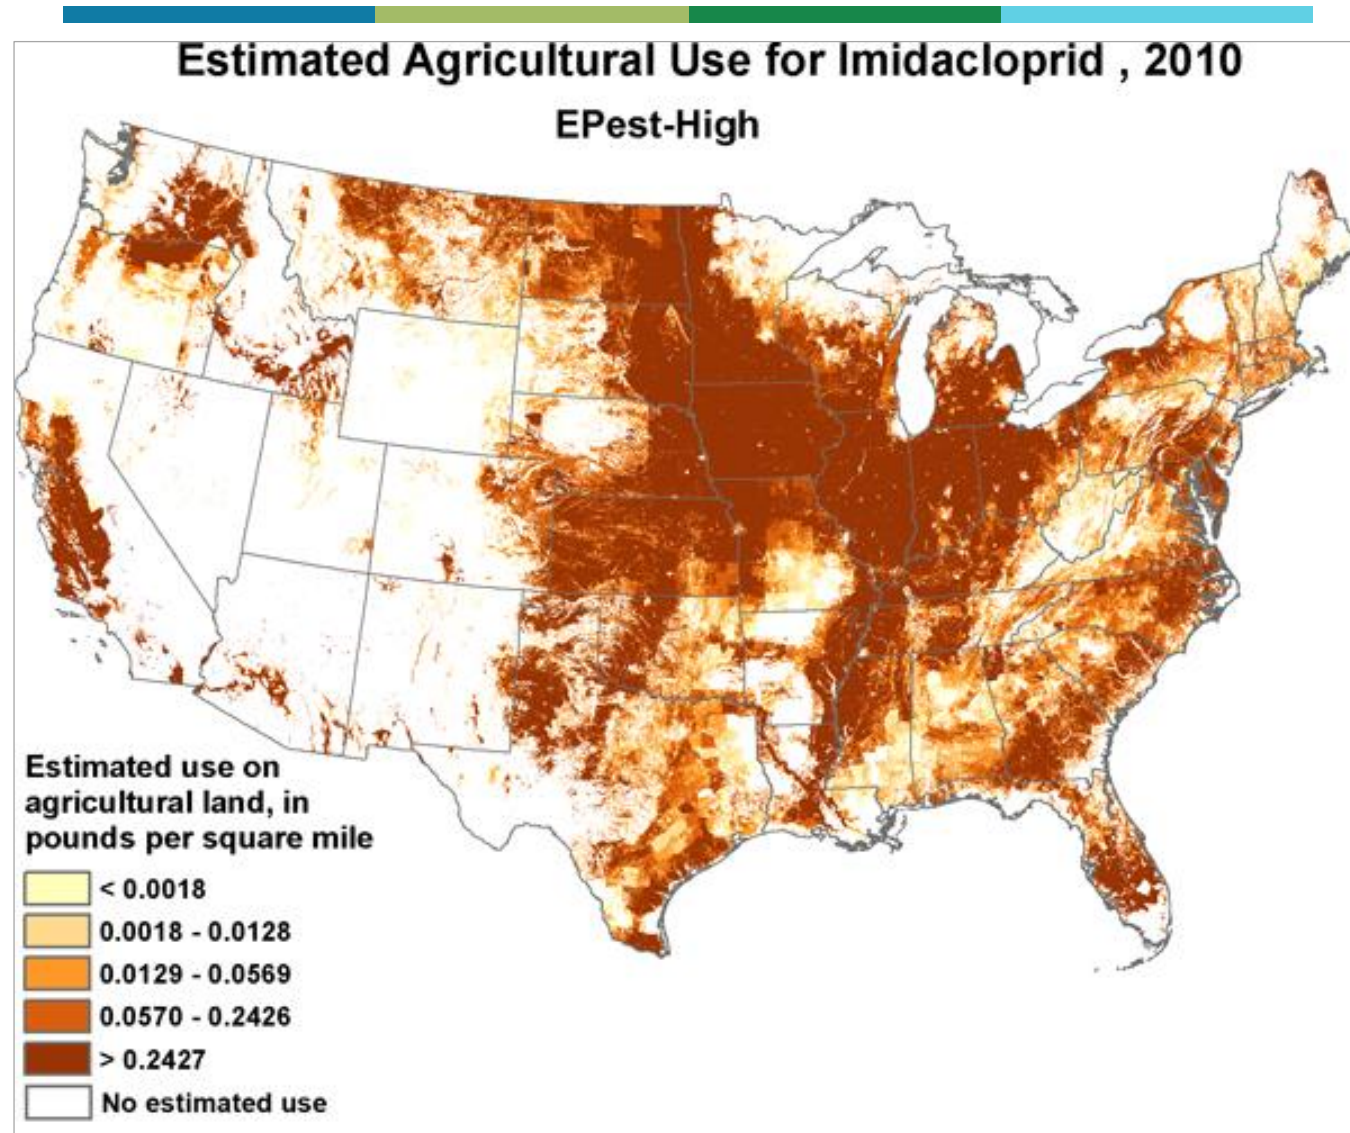 Estimated Agricultural Use for Imidacloprid , 2010
EPest-High
Estimated use on
agricultural land, in
pounds per square mile
< 0.0018
0.0018 - 0.0128
0.0129 - 0.0569
0.0570 - 0.2426
> 0.2427
No estimated use